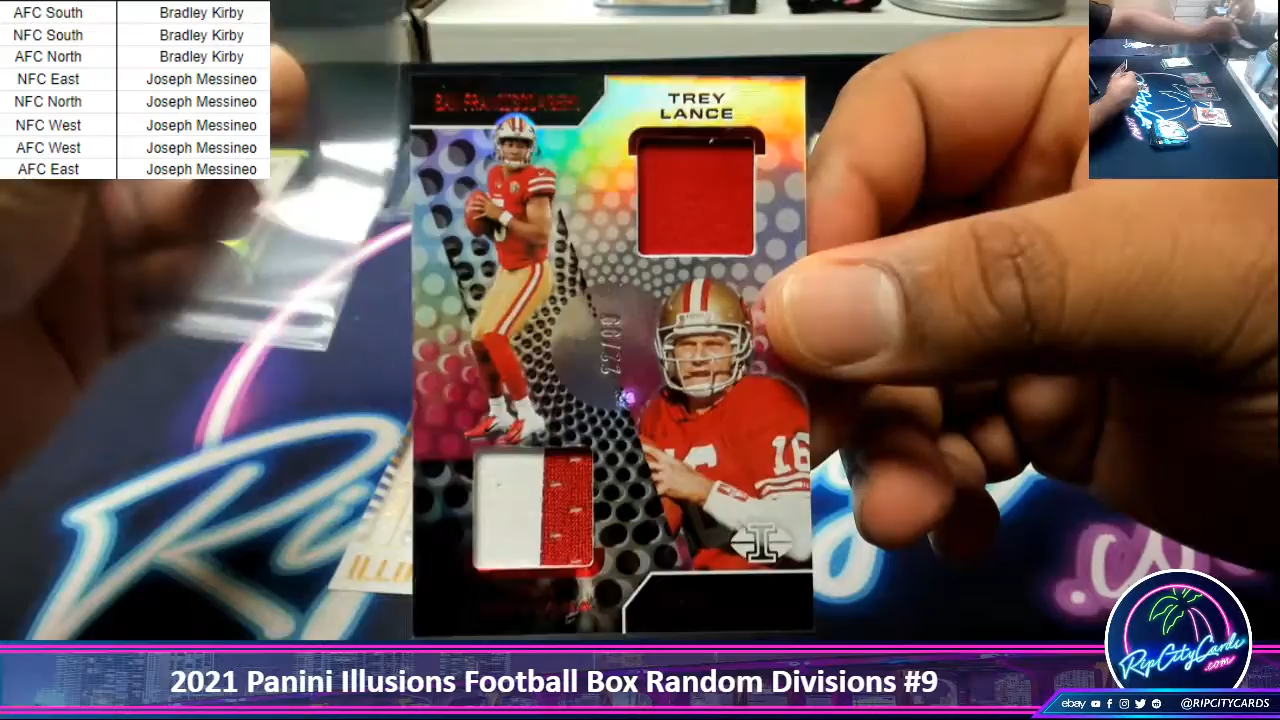 AFC South Bradley Kirby
NFC South Bradley Kirby
AFC North Bradley Kirby
NFC East Joseph Messineo
NFC North Joseph Messineo
NFC West Joseph Messineo
AFC West Joseph Messineo
AFC East Joseph Messineo
TREY
LANCE
16
I
RipCityCards
.com
2021 Panini Illusions Football Box Random Divisions #9
ebay @RIPCITYCARDS